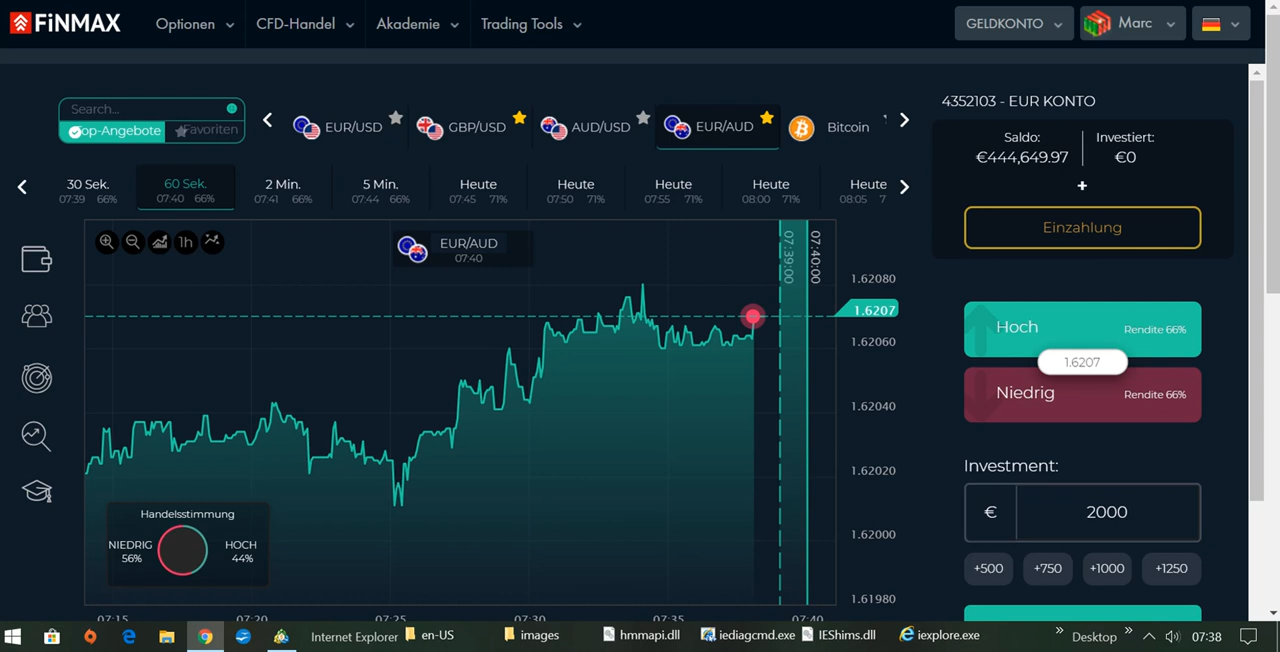 FiNMAX
Optionen
CFD-Handel
Akademie
Trading Tools
GELDKONTO
Marc
Search...
op-Angebote
Favoriten
EUR/USD
GBP/USD
AUD/USD
EUR/AUD
Bitcoin
30 Sek.
07:39 66%
60 Sek.
07:40 66%
2 Min.
07:41 66%
5 Min.
07:44 66%
Heute
07:45 71%
Heute
07:50 71%
Heute
07:55 71%
Heute
08:00 71%
Heute
08:05 7
4352103 - EUR KONTO
Saldo:
€444,649.97
Investiert:
€0
+
Einzahlung
1h
EUR/AUD
07:40
07:39:00
07:40:00
1.62080
1.6207
1.62060
1.62040
1.62020
1.62000
1.61980
Handelsstimmung
NIEDRIG
56%
HOCH
44%
07:15
07:20
07:25
07:30
07:35
07:40
Hoch
Rendite 66%
1.6207
Niedrig
Rendite 66%
Investment:
€
2000
+500
+750
+1000
+1250
Internet Explorer
en-US
images
hmmapi.dll
iediagcmd.exe
IEShims.dll
iexplore.exe
Desktop
07:38